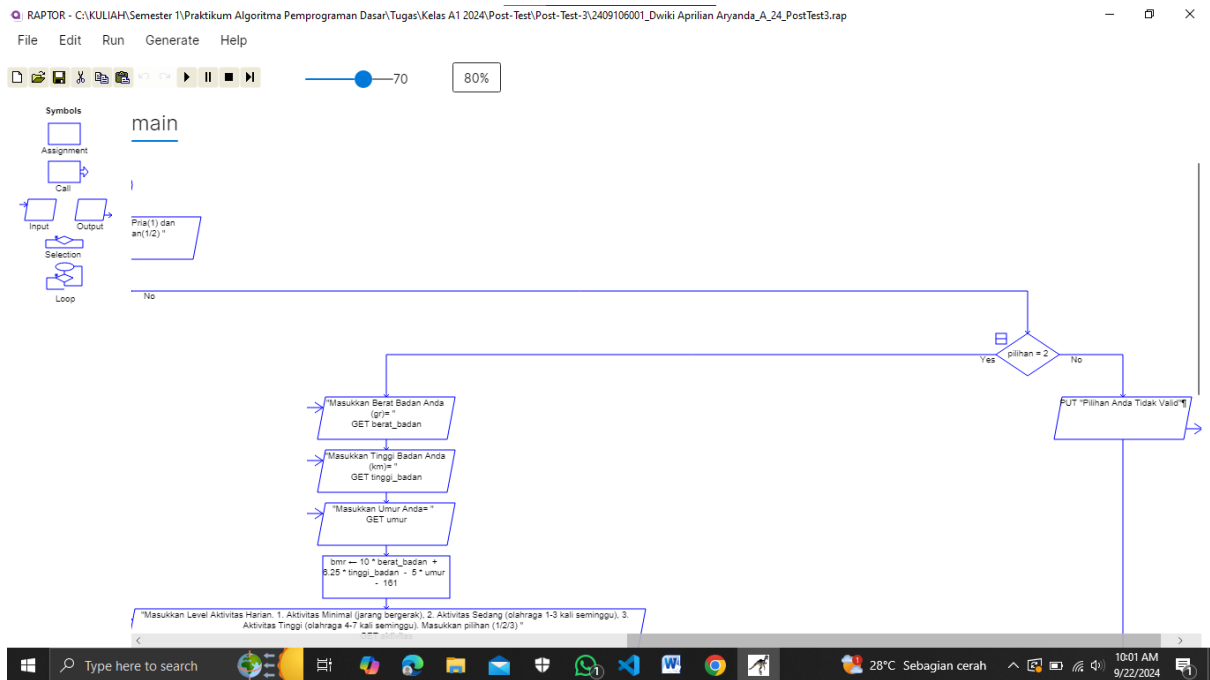 RAPTOR - C:\KULIAH\Semester 1\Praktikum Algoritma Pemprograman Dasar\Tugas\Kelas A1 2024\Post-Test\Post-Test-3\2409106001_Dwiki Aprilian Aryanda_A_24_PostTest3.rap
File Edit Run Generate Help
70
80%
Symbols
Assignment
Call
Input Output
Selection
Loop
main
Pria(1) dan
an(1/2) "
No
pilihan = 2
Yes
No
"Masukkan Berat Badan Anda
(gr)= "
GET berat_badan
PUT "Pilihan Anda Tidak Valid"¶
"Masukkan Tinggi Badan Anda
(km)= "
GET tinggi_badan
"Masukkan Umur Anda= "
GET umur
bmr ← 10 * berat_badan +
6.25 * tinggi_badan - 5 * umur
- 161
"Masukkan Level Aktivitas Harian. 1. Aktivitas Minimal (jarang bergerak), 2. Aktivitas Sedang (olahraga 1-3 kali seminggu), 3.
Aktivitas Tinggi (olahraga 4-7 kali seminggu). Masukkan pilihan (1/2/3) "
GET aktivitas
Type here to search
28°C Sebagian cerah
10:01 AM
9/22/2024